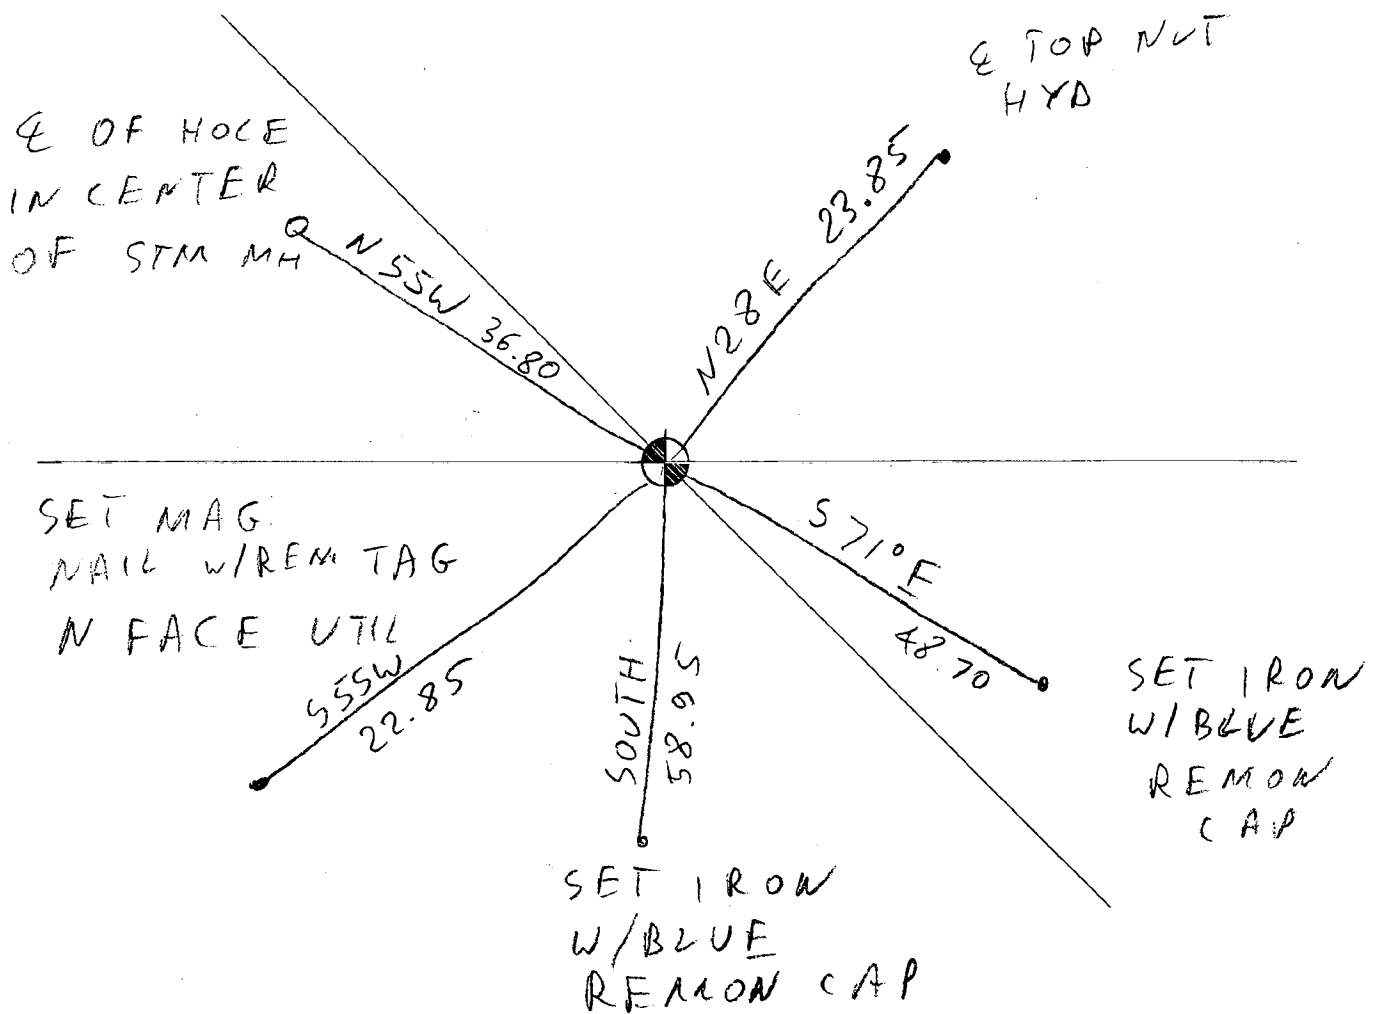 ℄ TOP NUT
HYD
℄ OF HOLE
IN CENTER
OF STM MH
N 55W 36.80
N28E 23.85
SET MAG
NAIL W/REM TAG
N FACE UTIL
S55W
22.85
SOUTH
58.95
S 71° E
48.70
SET IRON
W/BLUE
REMON
CAP
SET IRON
W/BLUE
REMON CAP